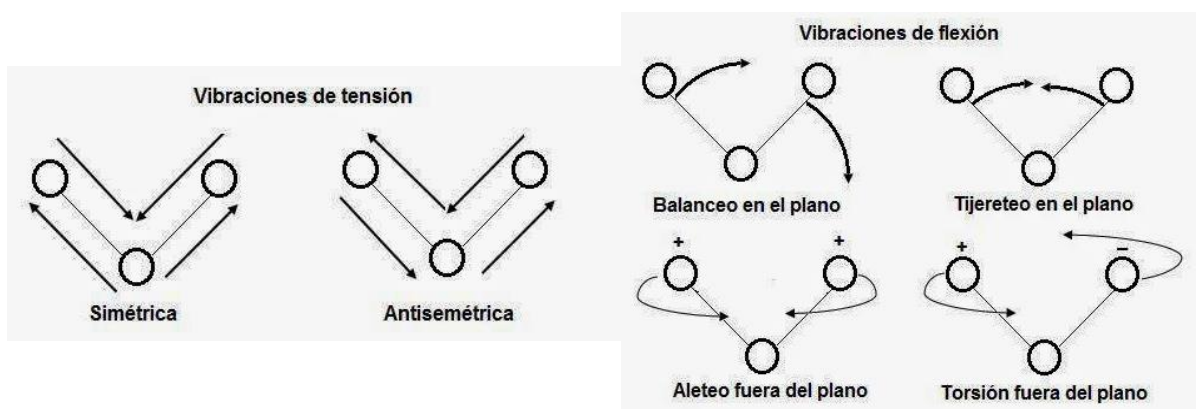 Vibraciones de tensión
Simétrica
Antisemétrica
Vibraciones de flexión
Balanceo en el plano
Tijereteo en el plano
+
+
+
−
Aleteo fuera del plano
Torsión fuera del plano